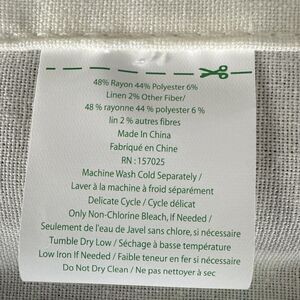 48% Rayon 44% Polyester 6%
Linen 2% Other Fiber/
48 % rayonne 44 % polyester 6 %
lin 2 % autres fibres
Made In China
Fabriqué en Chine
RN : 157025
Machine Wash Cold Separately /
Laver à la machine à froid séparément
Delicate Cycle / Cycle délicat
Only Non-Chlorine Bleach, If Needed /
Seulement de l'eau de Javel sans chlore, si nécessaire
Tumble Dry Low / Séchage à basse température
Low Iron If Needed / Faible teneur en fer si nécessaire
Do Not Dry Clean / Ne pas nettoyer à sec